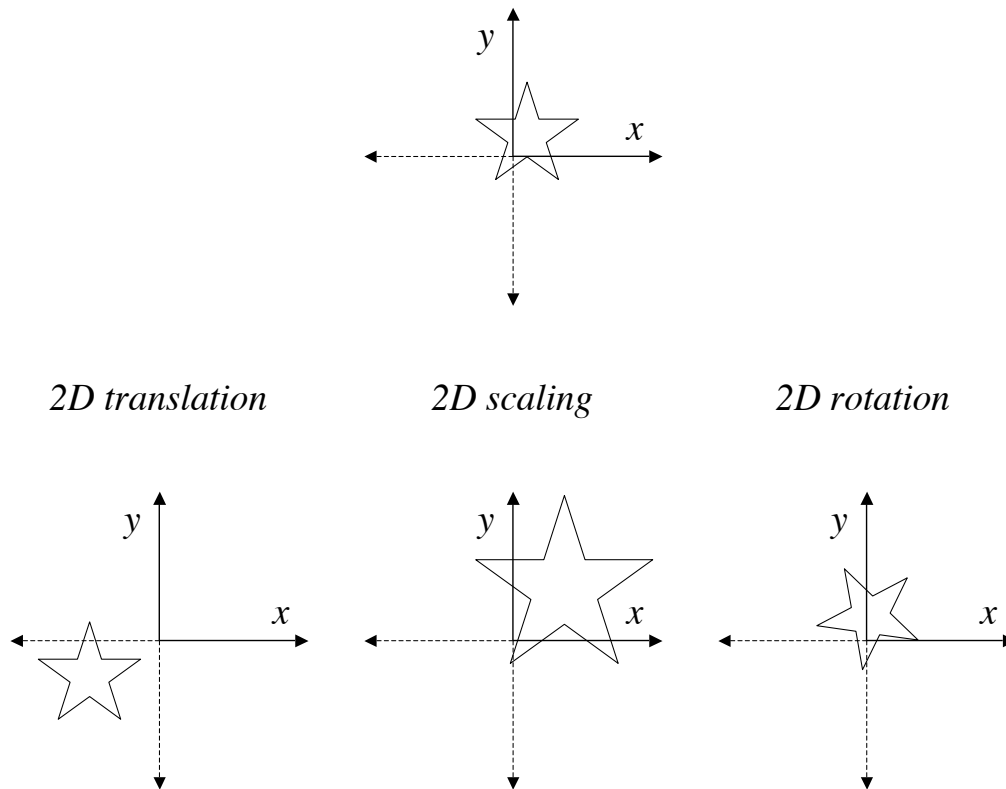 y
x
2D translation 2D scaling 2D rotation
y y y
x x x